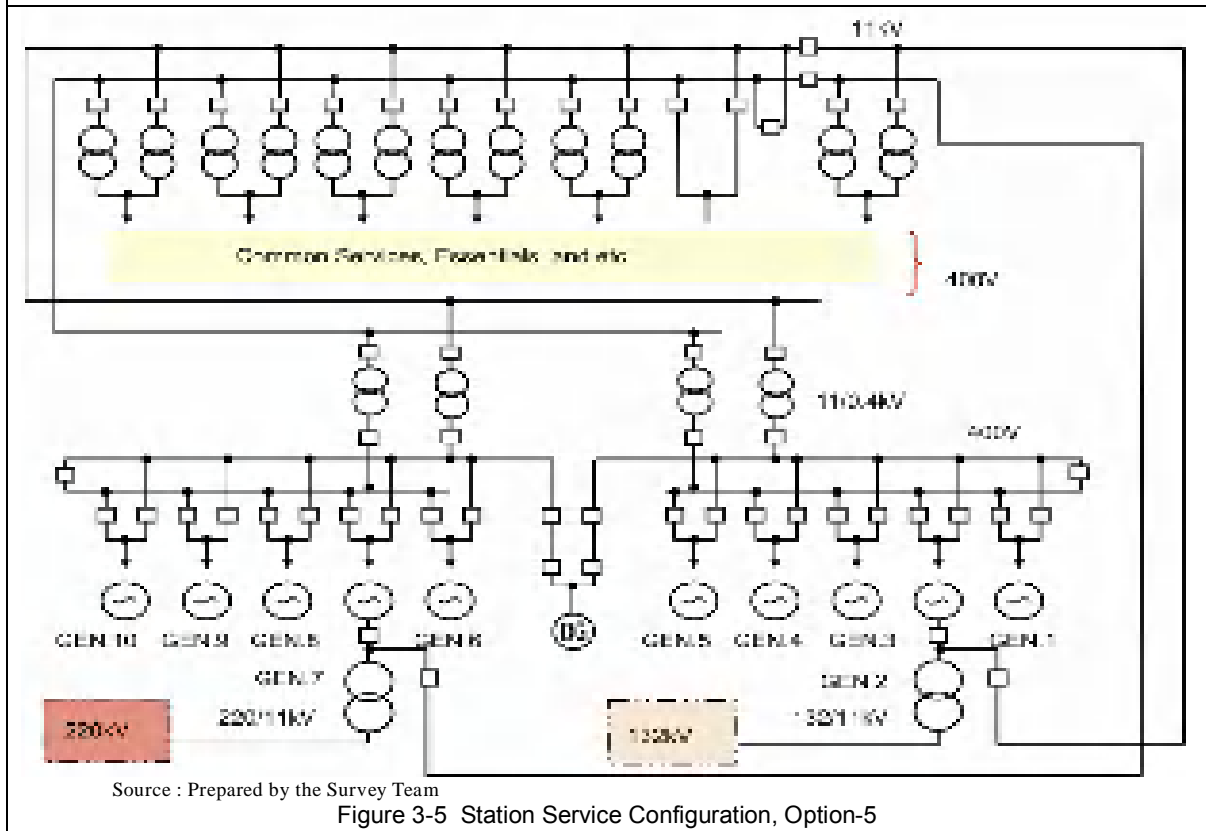 11kV
Common Services, Essentials, and etc
400V
11/0.4kV
400V
GEN.10
GEN.9
GEN.8
GEN.6
DG
GEN.5
GEN.4
GEN.3
GEN.1
GEN.7
GEN.2
220/11kV
132/11kV
220kV
132kV
Source : Prepared by the Survey Team
Figure 3-5 Station Service Configuration, Option-5